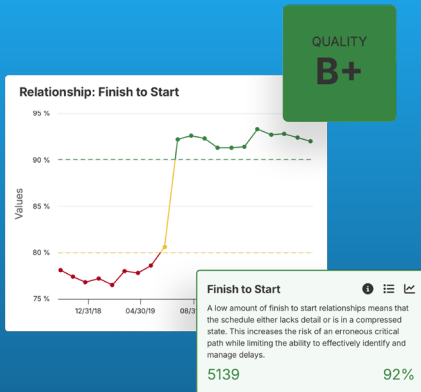 QUALITY
B+
Relationship: Finish to Start
95 %
90 %
85 %
80 %
75 %
Values
12/31/18
04/30/19
Finish to Start
A low amount of finish to start relationships means that
the schedule either lacks detail or is in a compressed
state. This increases the risk of an erroneous critical
path while limiting the ability to effectively identify and
manage delays.
5139
92%